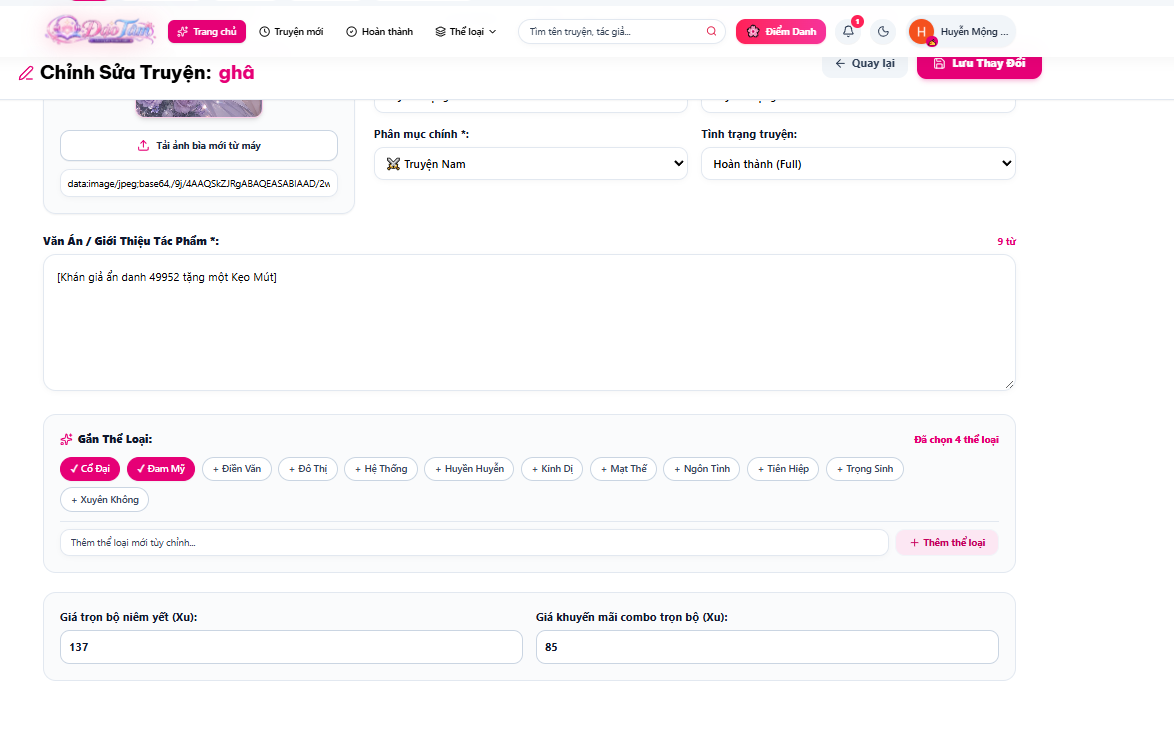 Đào Tâm
Trang chủ
Truyện mới
Hoàn thành
Thể loại
Tìm tên truyện, tác giả...
Điểm Danh
1
H
Huyễn Mộng ...
Chỉnh Sửa Truyện: ghâ
Quay lại
Lưu Thay Đổi
Tải ảnh bìa mới từ máy
data:image/jpeg;base64,/9j/4AAQSkZJRgABAQEASABIAAD/2w
Phân mục chính *:
Truyện Nam
Tình trạng truyện:
Hoàn thành (Full)
Văn Án / Giới Thiệu Tác Phẩm *:
9 từ
[Khán giả ẩn danh 49952 tặng một Kẹo Mút]
Gắn Thể Loại:
Đã chọn 4 thể loại
✓ Cổ Đại
✓ Đam Mỹ
+ Điền Văn
+ Đô Thị
+ Hệ Thống
+ Huyền Huyễn
+ Kinh Dị
+ Mạt Thế
+ Ngôn Tình
+ Tiên Hiệp
+ Trọng Sinh
+ Xuyên Không
Thêm thể loại mới tùy chỉnh...
+ Thêm thể loại
Giá trọn bộ niêm yết (Xu):
137
Giá khuyến mãi combo trọn bộ (Xu):
85